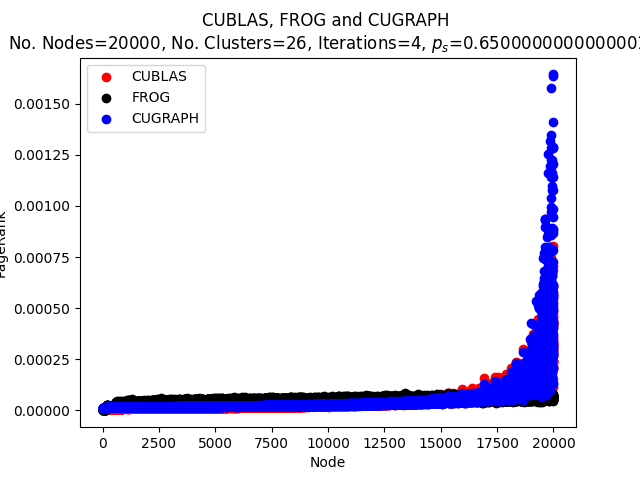 CUBLAS, FROG and CUGRAPH
No. Nodes=20000, No. Clusters=26, Iterations=4, pₛ=0.650000000000000
CUBLAS
FROG
CUGRAPH
0.00150
0.00125
0.00100
0.00075
0.00050
0.00025
0.00000
PageRank
0 2500 5000 7500 10000 12500 15000 17500 20000
Node